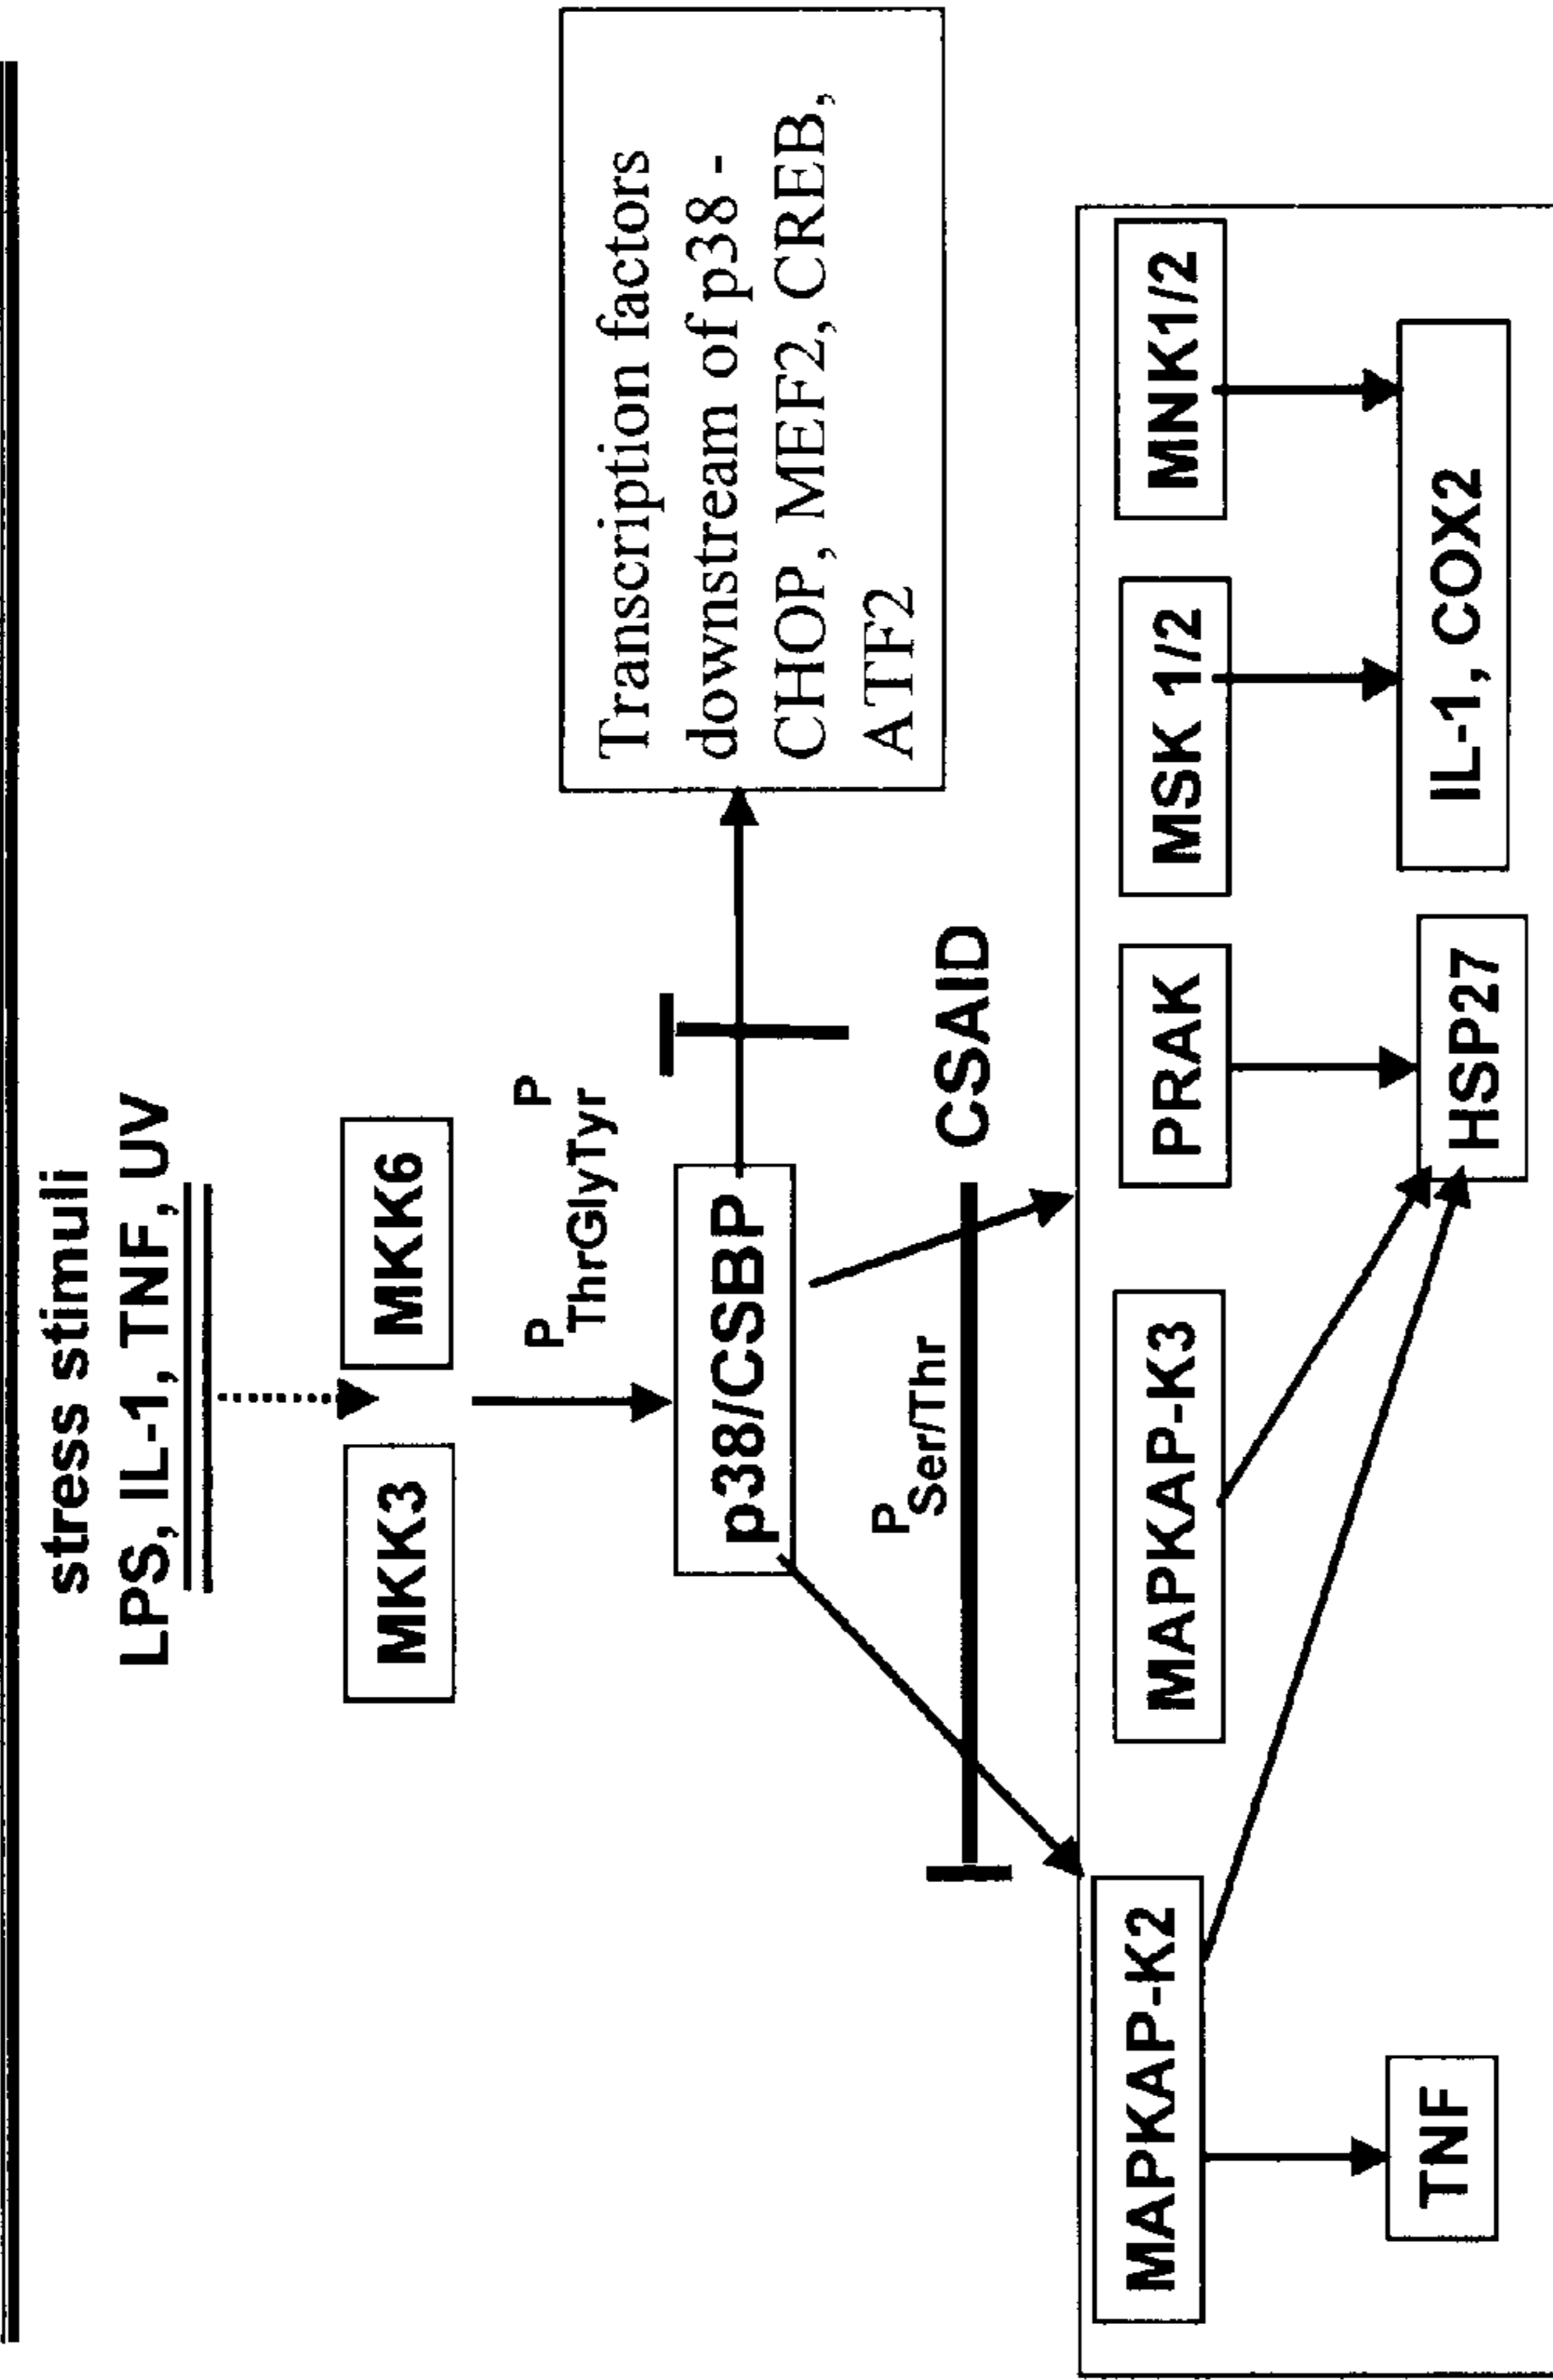 stress stimuli
LPS, IL-1, TNF, UV
MKK3
MKK6
P
P
ThrGlyTyr
p38/CSBP
Transcription factors
downstream of p38 -
CHOP, MEF2, CREB,
ATF2
P
Ser/Thr
CSAID
MAPKAP-K2
MAPKAP-K3
PRAK
MSK 1/2
MNK1/2
TNF
HSP27
IL-1, COX2